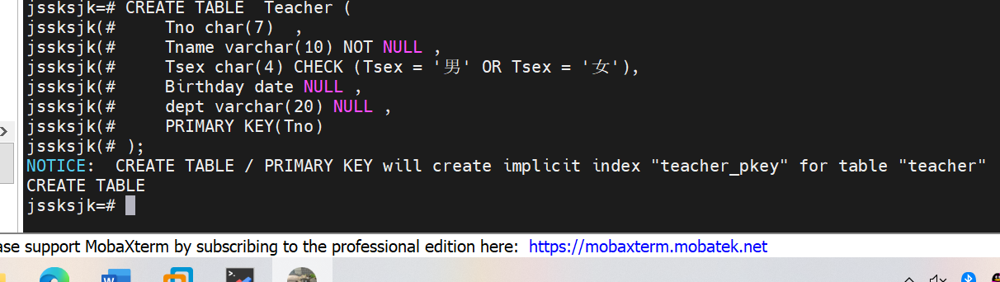 jssksjk=# CREATE TABLE  Teacher (
jssksjk(#     Tno char(7)  ,
jssksjk(#     Tname varchar(10) NOT NULL ,
jssksjk(#     Tsex char(4) CHECK (Tsex = '男' OR Tsex = '女'),
jssksjk(#     Birthday date NULL ,
jssksjk(#     dept varchar(20) NULL ,
jssksjk(#     PRIMARY KEY(Tno)
jssksjk(# );
NOTICE:  CREATE TABLE / PRIMARY KEY will create implicit index "teacher_pkey" for table "teacher"
CREATE TABLE
jssksjk=#
ase support MobaXterm by subscribing to the professional edition here:  https://mobaxterm.mobatek.net